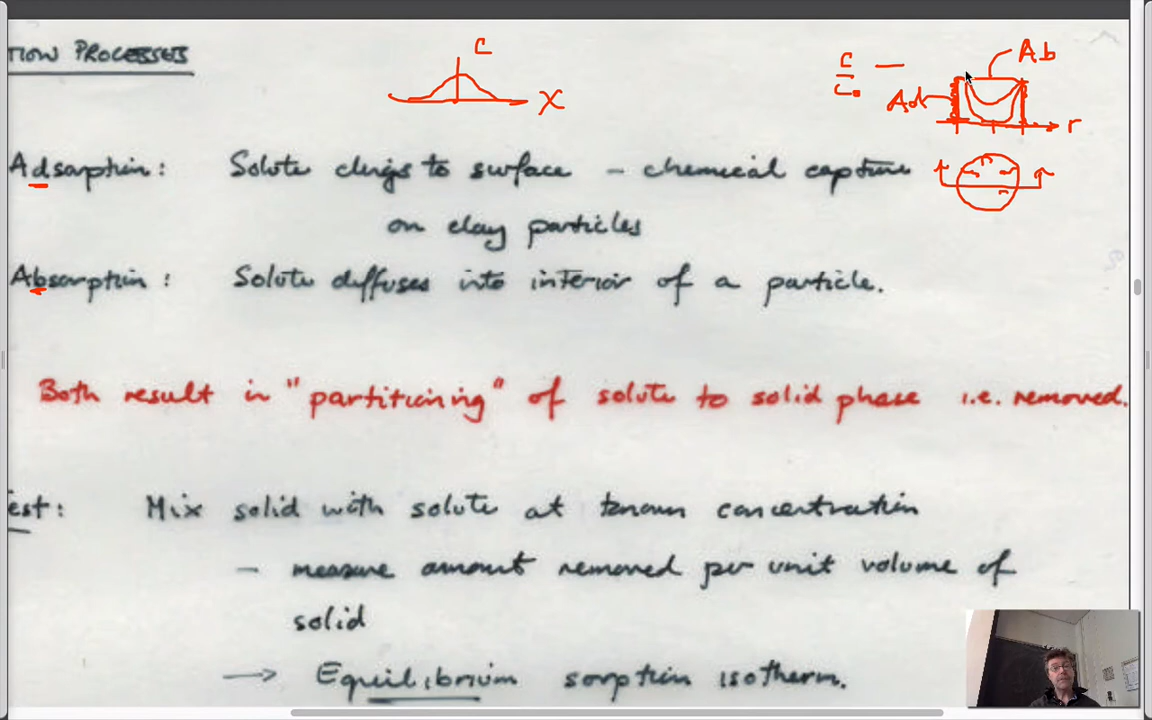 TION PROCESSES
C
X
C
C.
Ab
Ad
r
Adsorption: Solute clings to surface - chemical capture
on clay particles
Absorption: Solute diffuses into interior of a particle.
Both result in "partitioning" of solute to solid phase i.e. removed.
est: Mix solid with solute at known concentration
- measure amount removed per unit volume of
solid
→ Equilibrium sorption isotherm.